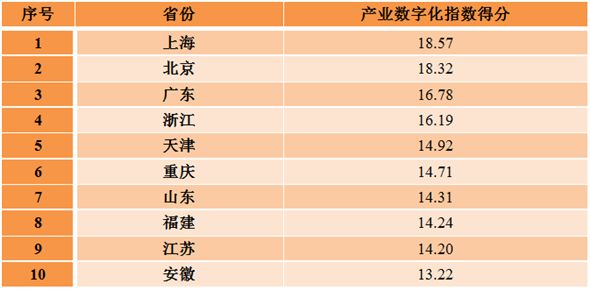 序号 省份 产业数字化指数得分
1 上海 18.57
2 北京 18.32
3 广东 16.78
4 浙江 16.19
5 天津 14.92
6 重庆 14.71
7 山东 14.31
8 福建 14.24
9 江苏 14.20
10 安徽 13.22